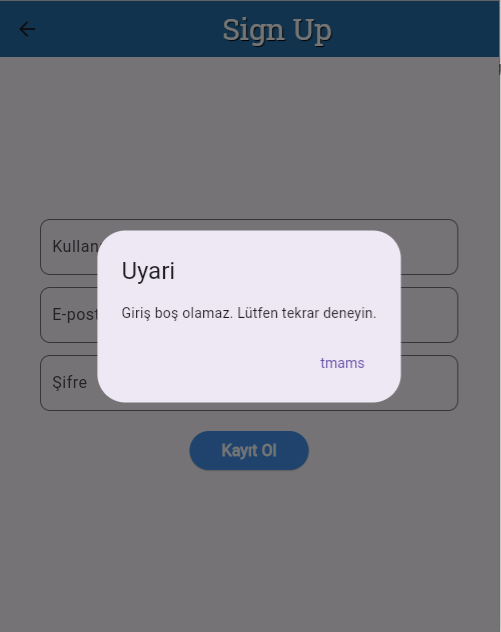 Sign Up
Kullan
Uyari
Giriş boş olamaz. Lütfen tekrar deneyin.
E-post
tmams
Şifre
Kayıt Ol